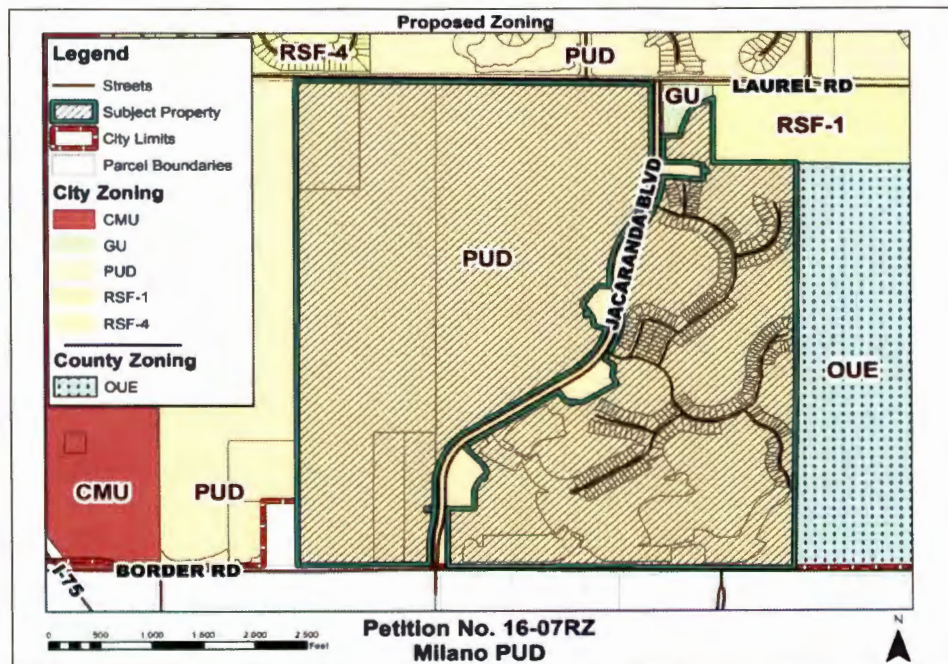 Proposed Zoning
Legend
Streets
Subject Property
City Limits
Parcel Boundaries
City Zoning
CMU
GU
PUD
RSF-1
RSF-4
County Zoning
OUE
RSF-4
PUD
GU
LAUREL RD
RSF-1
JACARANDA BLVD
PUD
OUE
CMU
PUD
I-75
BORDER RD
0 500 1,000 1,500 2,000 2,500
Feet
Petition No. 16-07RZ
Milano PUD
N